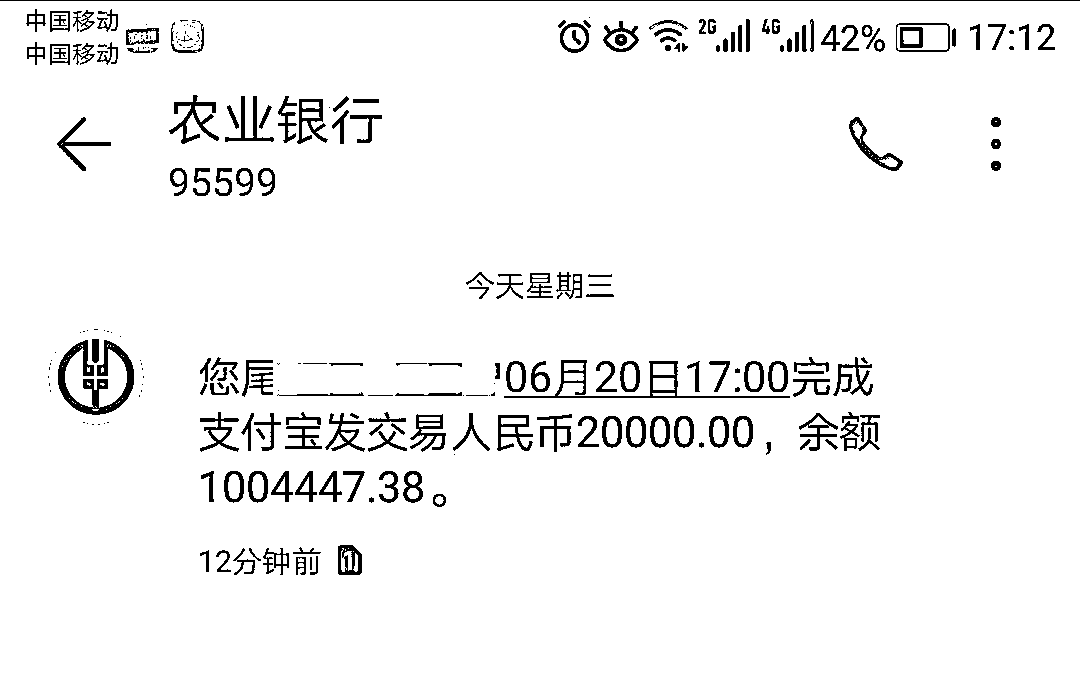 中国移动
中国移动
2G 4G 42% 17:12
农业银行
95599
今天星期三
您尾 06月20日17:00完成
支付宝发交易人民币20000.00，余额
1004447.38。
12分钟前 1